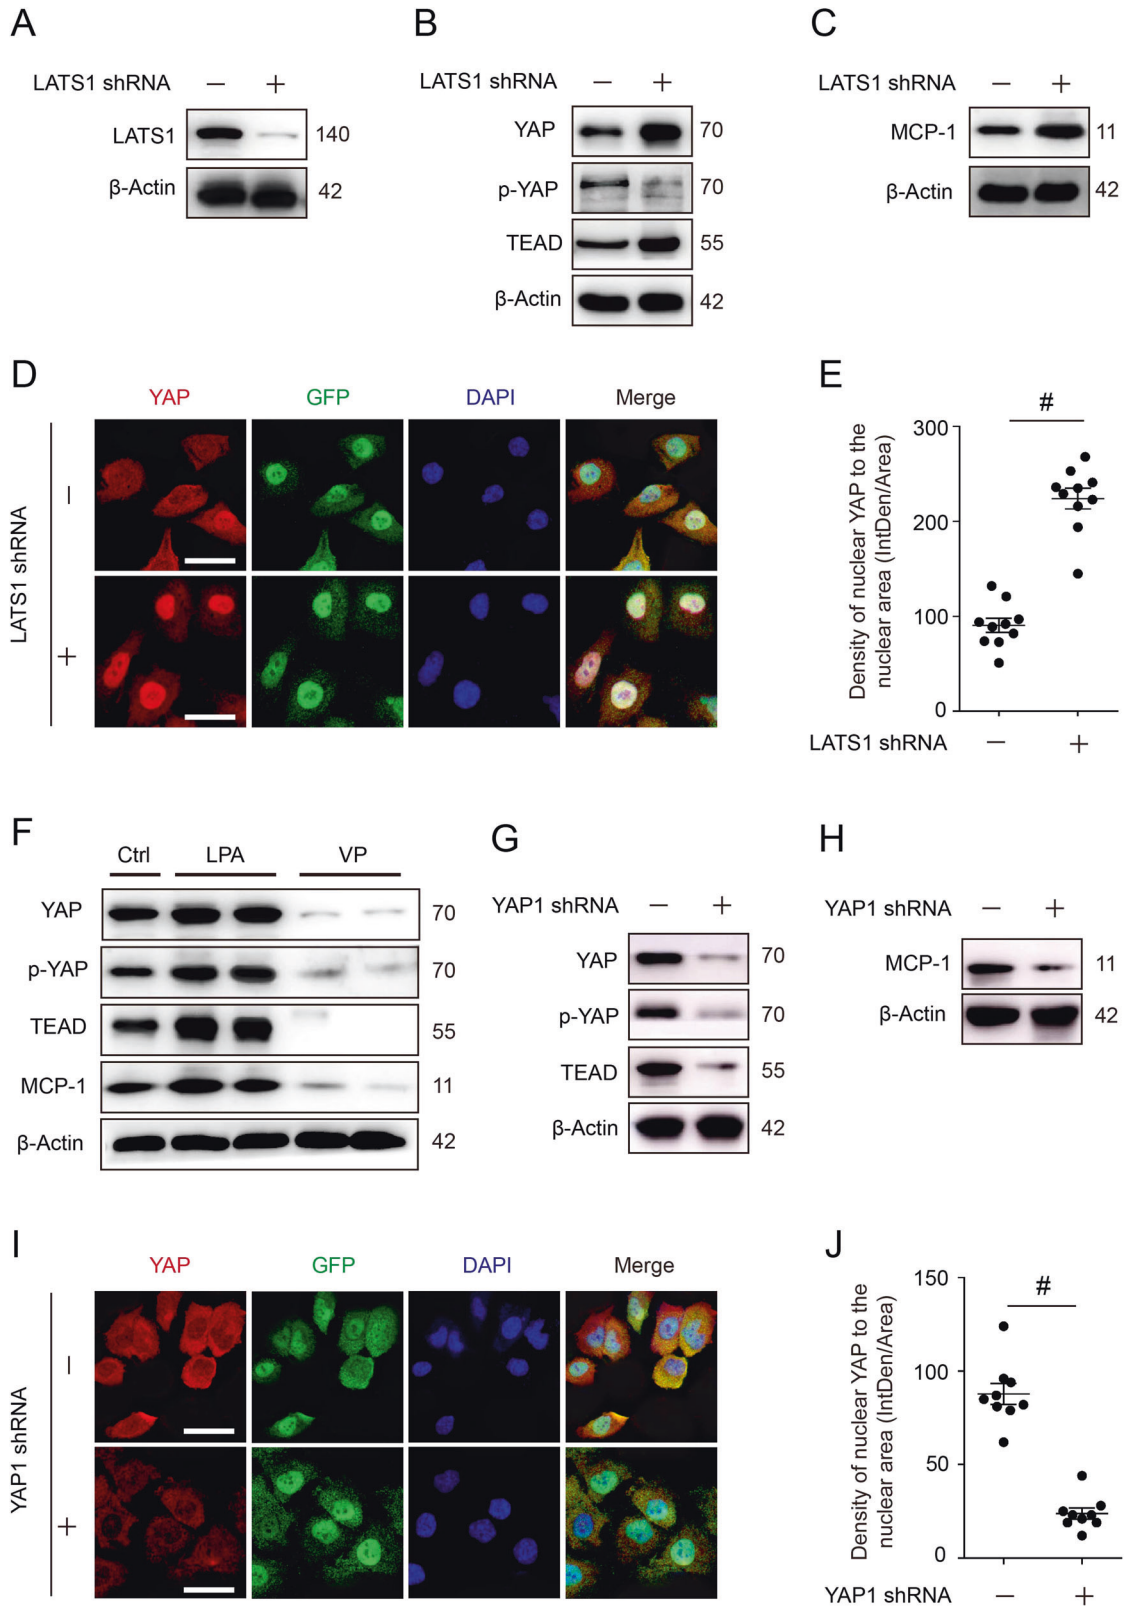 A
LATS1 shRNA — +
LATS1 140
β-Actin 42
B
LATS1 shRNA — +
YAP 70
p-YAP 70
TEAD 55
β-Actin 42
C
LATS1 shRNA — +
MCP-1 11
β-Actin 42
D
YAP GFP DAPI Merge
LATS1 shRNA
—
+
E
Density of nuclear YAP to the
nuclear area (IntDen/Area)
300
200
100
0
#
LATS1 shRNA — +
F
Ctrl LPA VP
YAP 70
p-YAP 70
TEAD 55
MCP-1 11
β-Actin 42
G
YAP1 shRNA — +
YAP 70
p-YAP 70
TEAD 55
β-Actin 42
H
YAP1 shRNA — +
MCP-1 11
β-Actin 42
I
YAP GFP DAPI Merge
YAP1 shRNA
—
+
J
Density of nuclear YAP to the
nuclear area (IntDen/Area)
150
100
50
0
#
YAP1 shRNA — +